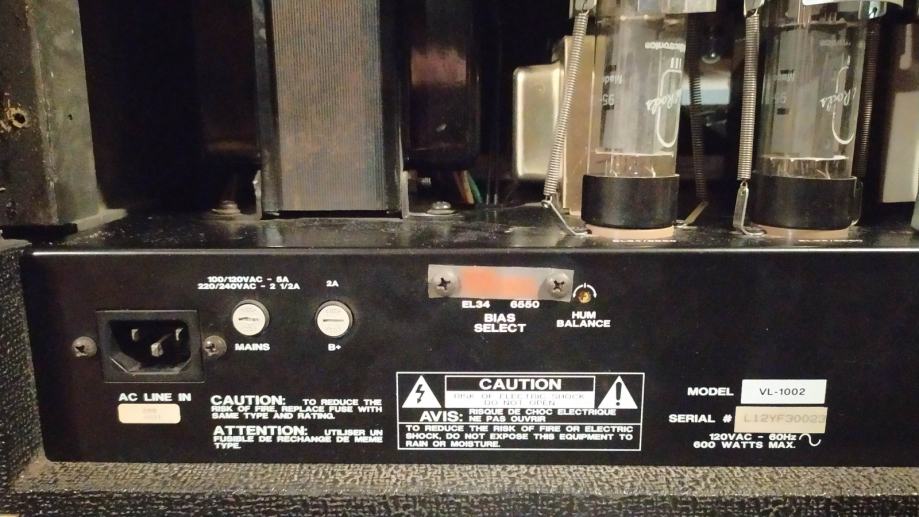 100/120VAC - 5A
220/240VAC - 2 1/2A
2A
EL34 6550
BIAS
SELECT
HUM
BALANCE
MAINS
B+
AC LINE IN
CAUTION: TO REDUCE THE
RISK OF FIRE, REPLACE FUSE WITH
SAME TYPE AND RATING.
ATTENTION: UTILISER UN
FUSIBLE DE RECHANGE DE MEME
TYPE.
CAUTION
RISK OF ELECTRIC SHOCK
DO NOT OPEN
AVIS: RISQUE DE CHOC ELECTRIQUE
NE PAS OUVRIR
TO REDUCE THE RISK OF FIRE OR ELECTRIC
SHOCK, DO NOT EXPOSE THIS EQUIPMENT TO
RAIN OR MOISTURE.
MODEL VL-1002
SERIAL # L12YF30023
120VAC - 60Hz
600 WATTS MAX.